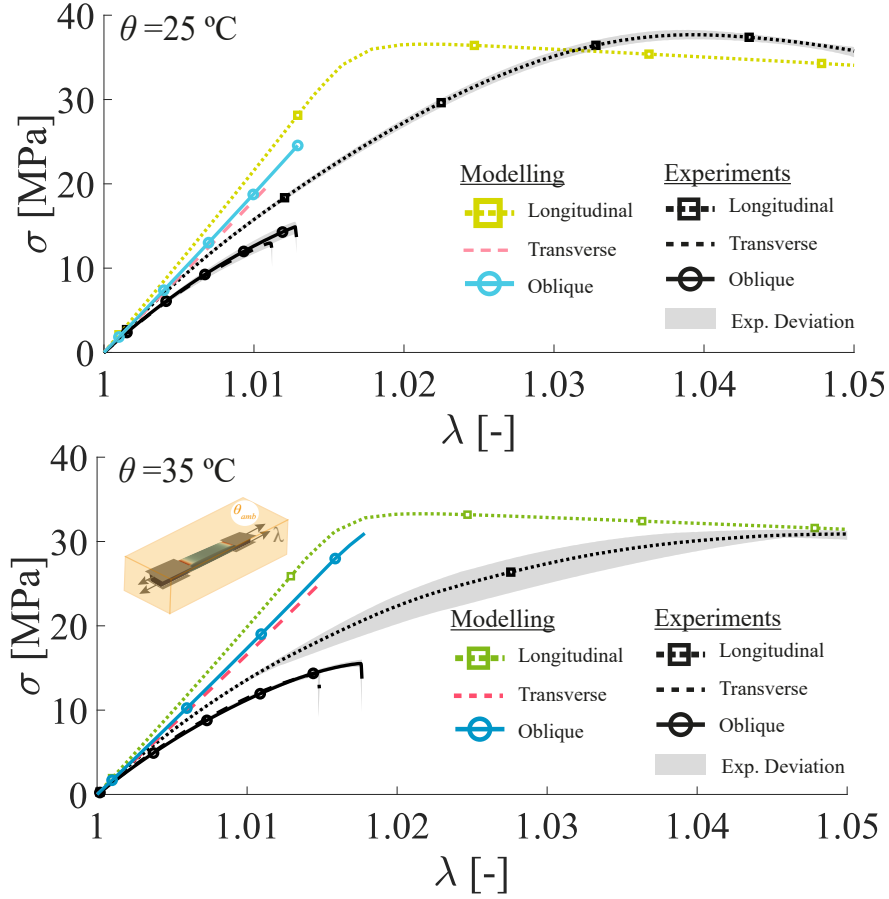 θ =25 ºC
40
30
20
10
0
σ [MPa]
Modelling
Longitudinal
Transverse
Oblique
Experiments
Longitudinal
Transverse
Oblique
Exp. Deviation
1 1.01 1.02 1.03 1.04 1.05
λ [-]
θ =35 ºC
θamb
λ
40
30
20
10
0
σ [MPa]
Modelling
Longitudinal
Transverse
Oblique
Experiments
Longitudinal
Transverse
Oblique
Exp. Deviation
1 1.01 1.02 1.03 1.04 1.05
λ [-]